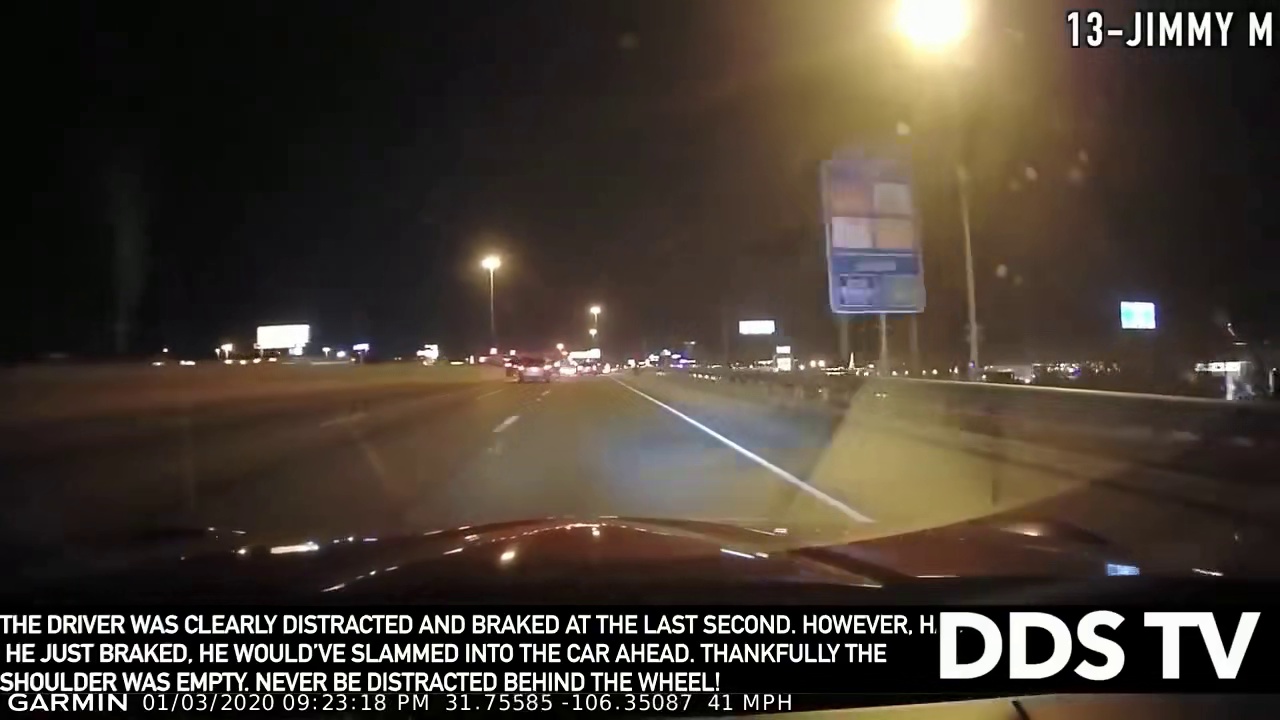 13-JIMMY M
THE DRIVER WAS CLEARLY DISTRACTED AND BRAKED AT THE LAST SECOND. HOWEVER,
HE JUST BRAKED, HE WOULD'VE SLAMMED INTO THE CAR AHEAD. THANKFULLY THE
SHOULDER WAS EMPTY. NEVER BE DISTRACTED BEHIND THE WHEEL!
DDS TV
GARMIN 01/03/2020 09:23:18 PM 31.75585 -106.35087 41 MPH